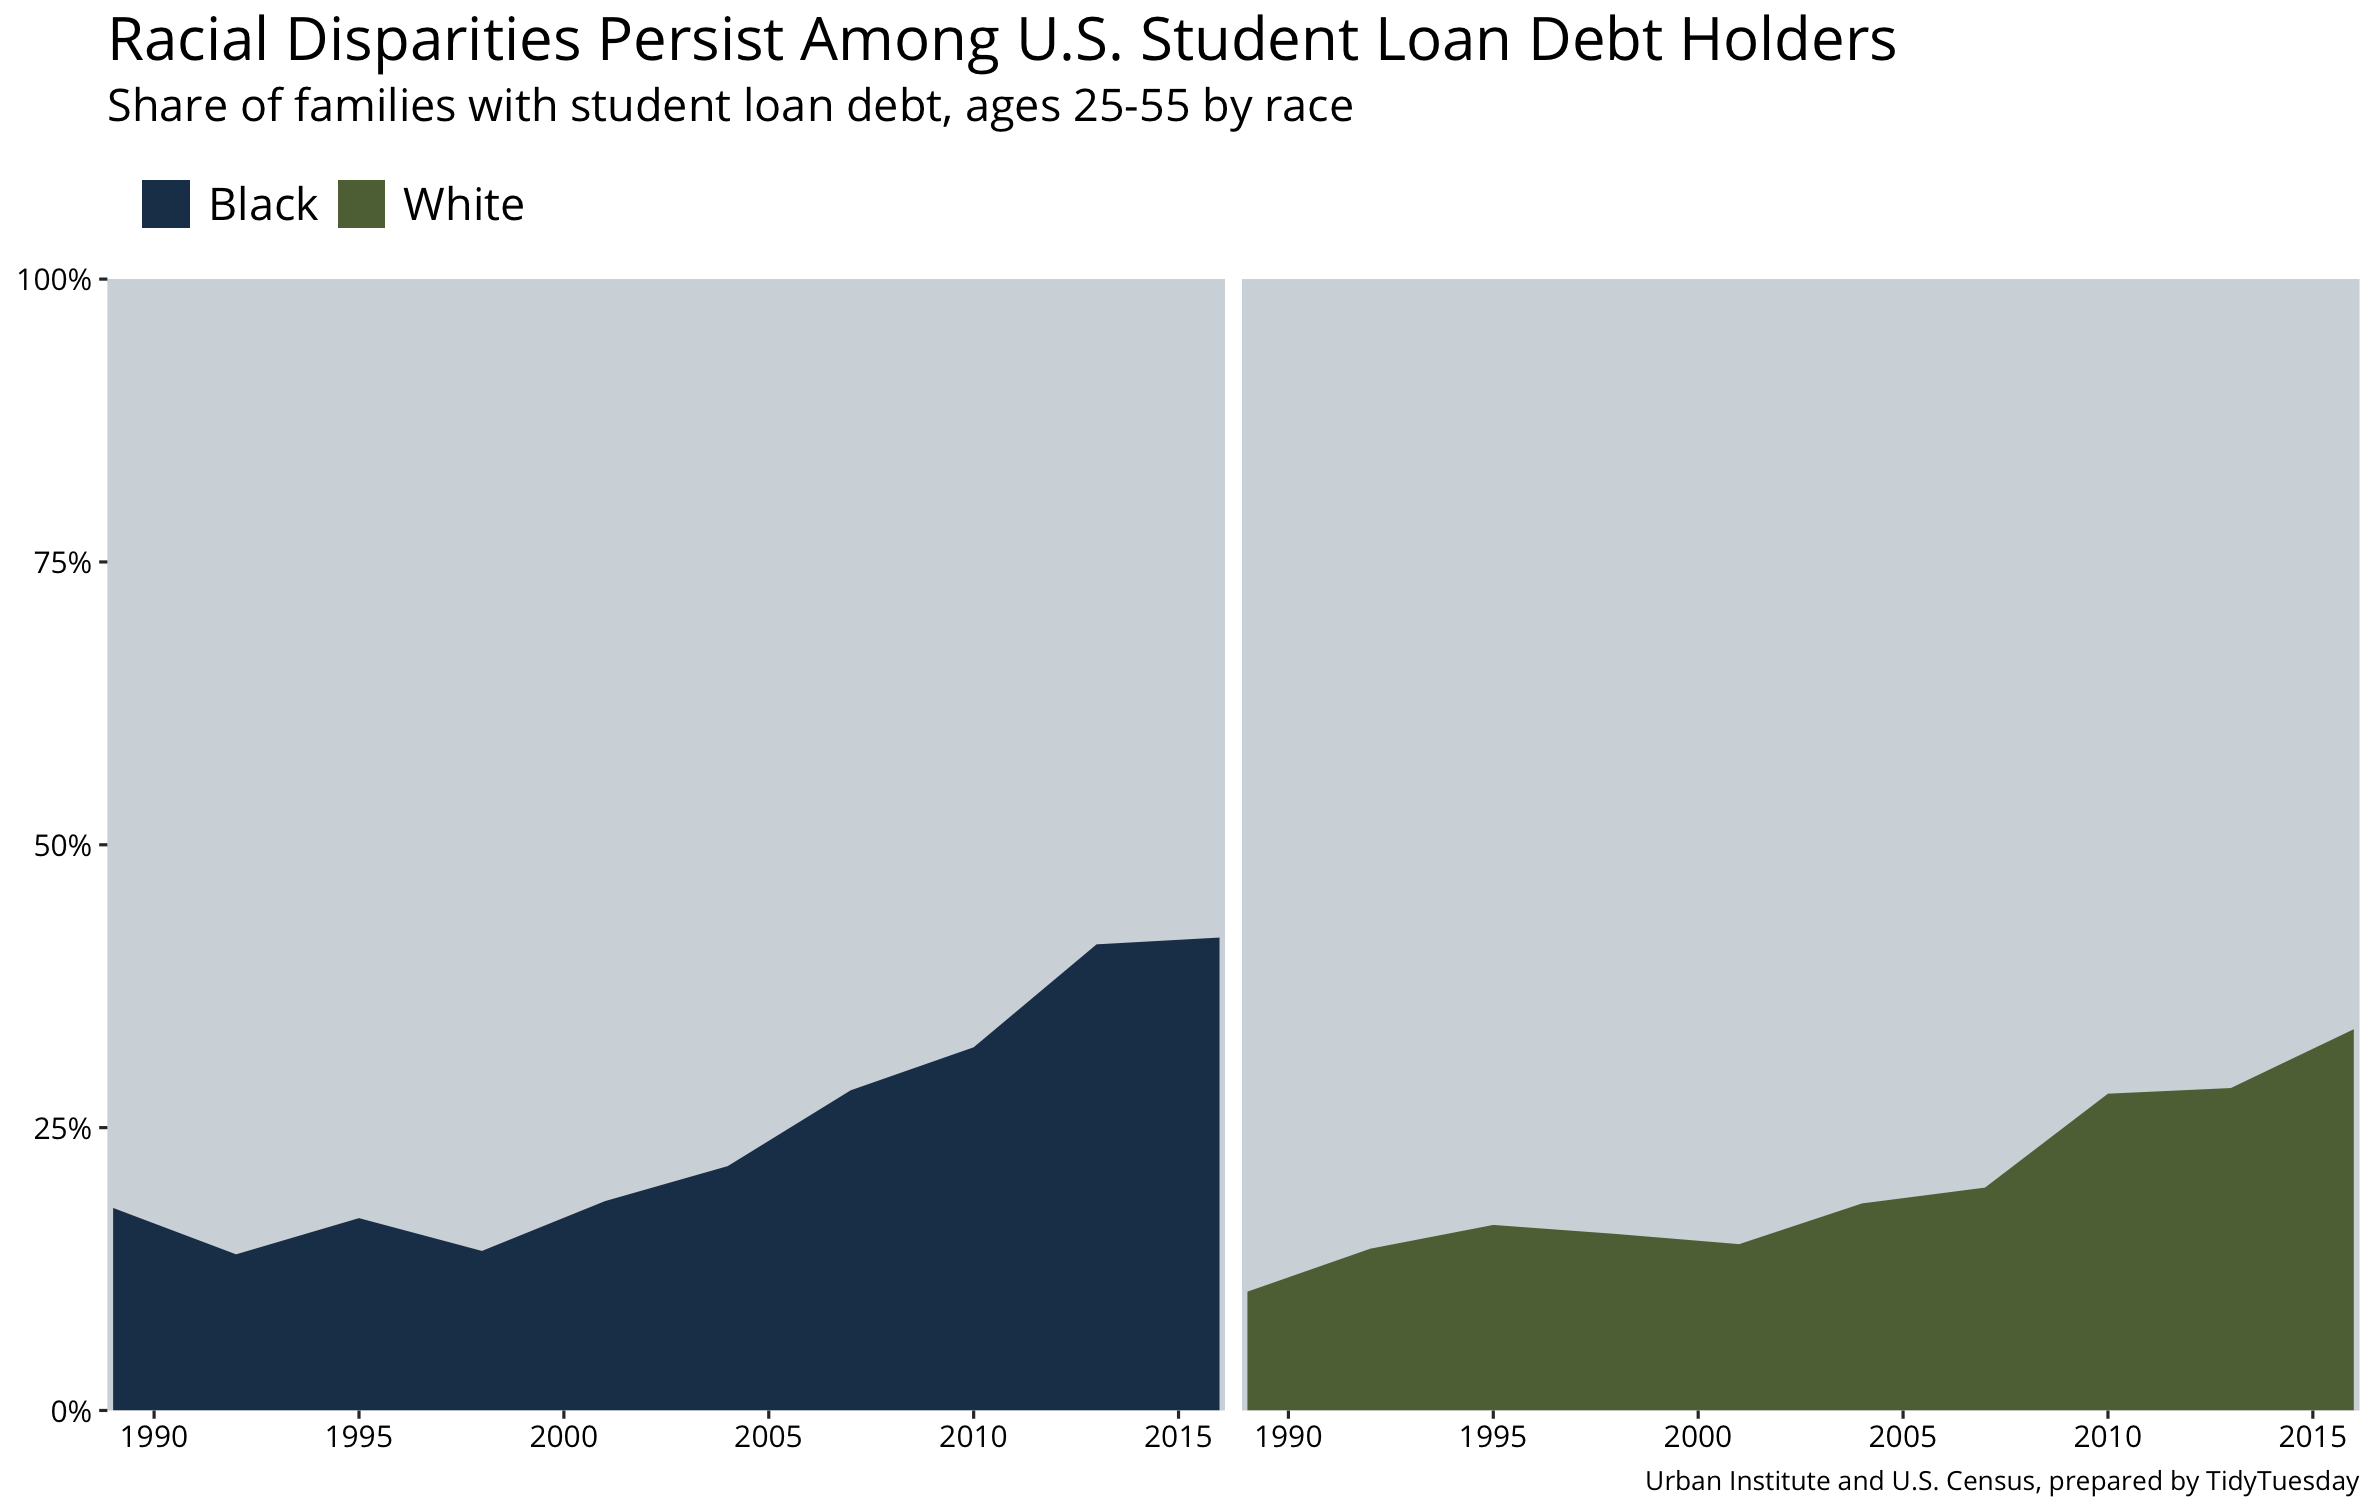 Racial Disparities Persist Among U.S. Student Loan Debt Holders
Share of families with student loan debt, ages 25-55 by race
Black White
100%
75%
50%
25%
0%
1990 1995 2000 2005 2010 2015 1990 1995 2000 2005 2010 2015
Urban Institute and U.S. Census, prepared by TidyTuesday